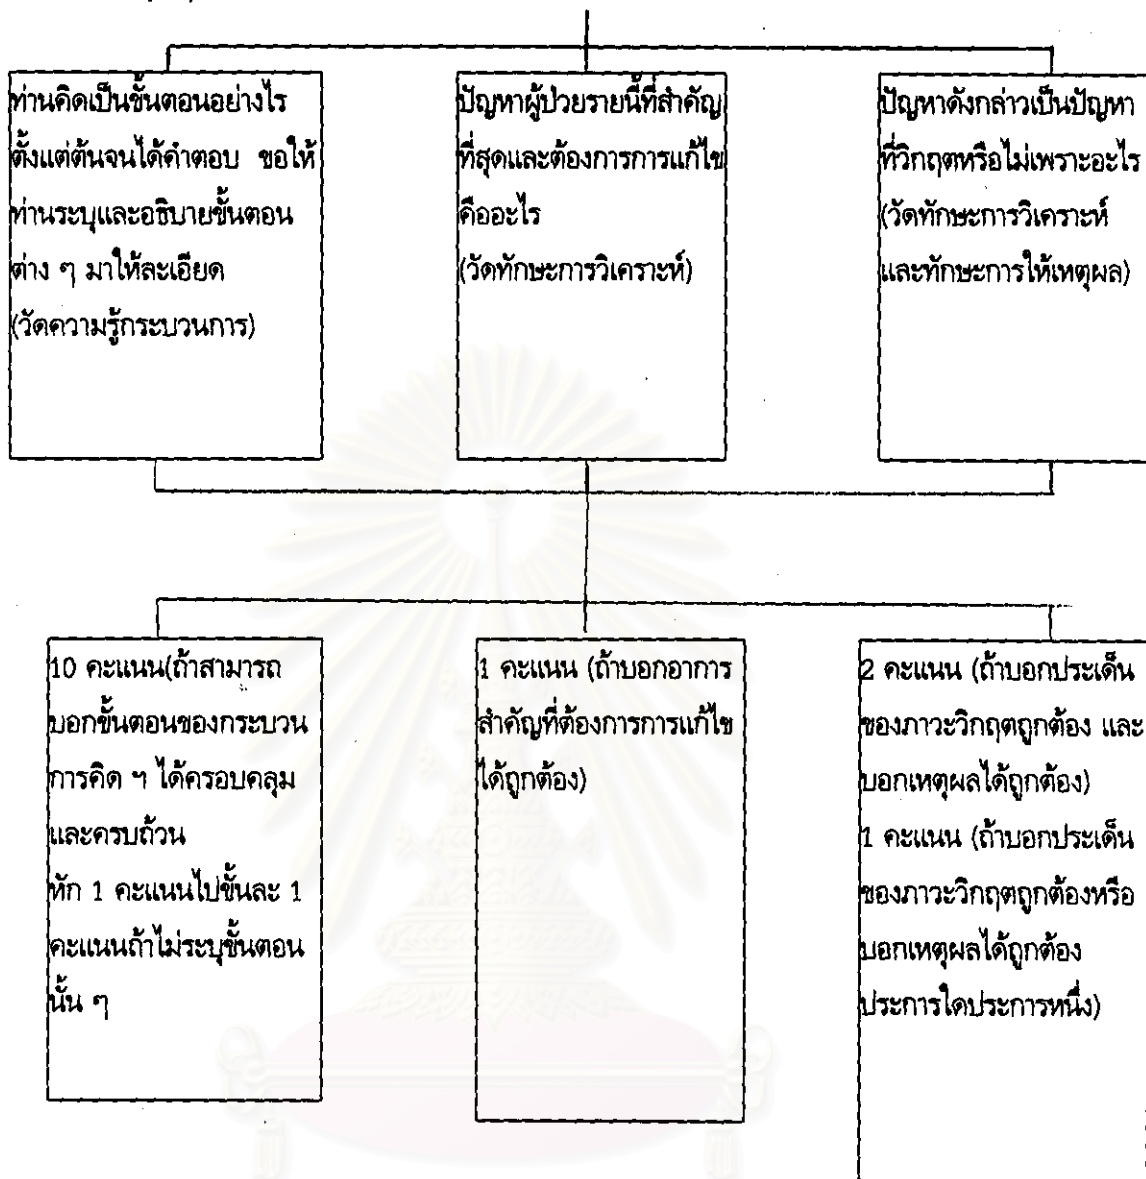 ท่านคิดเป็นขั้นตอนอย่างไร
ตั้งแต่ต้นจนได้คำตอบ ขอให้
ท่านระบุและอธิบายขั้นตอน
ต่าง ๆ มาให้ละเอียด
(วัดความรู้กระบวนการ)
ปัญหาผู้ป่วยรายนี้ที่สำคัญ
ที่สุดและต้องการการแก้ไข
คืออะไร
(วัดทักษะการวิเคราะห์)
ปัญหาดังกล่าวเป็นปัญหา
ที่วิกฤตหรือไม่เพราะอะไร
(วัดทักษะการวิเคราะห์
และทักษะการให้เหตุผล)
10 คะแนน(ถ้าสามารถ
บอกขั้นตอนของกระบวน
การคิด ฯ ได้ครอบคลุม
และครบถ้วน
หัก 1 คะแนนไปขั้นละ 1
คะแนนถ้าไม่ระบุขั้นตอน
นั้น ๆ
1 คะแนน (ถ้าบอกอาการ
สำคัญที่ต้องการการแก้ไข
ได้ถูกต้อง)
2 คะแนน (ถ้าบอกประเด็น
ของภาวะวิกฤตถูกต้อง และ
บอกเหตุผลได้ถูกต้อง)
1 คะแนน (ถ้าบอกประเด็น
ของภาวะวิกฤตถูกต้องหรือ
บอกเหตุผลได้ถูกต้อง
ประการใดประการหนึ่ง)